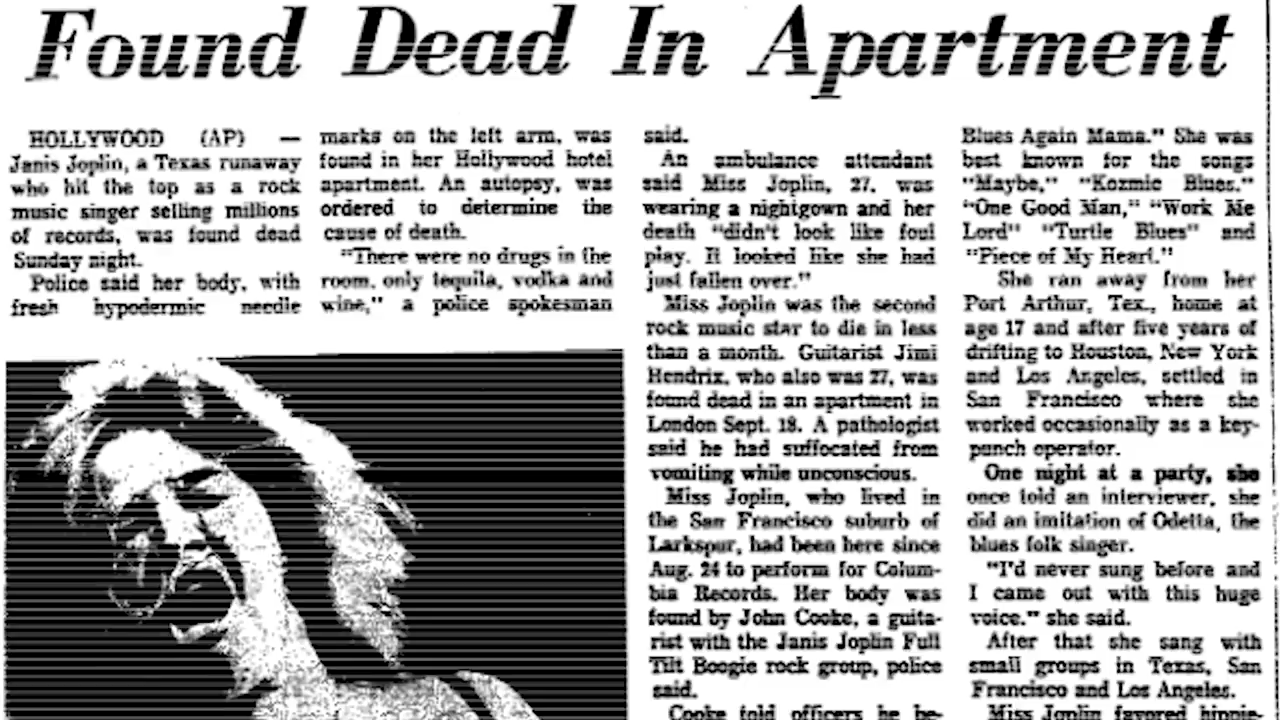 Found Dead In Apartment
HOLLYWOOD (AP) —
Janis Joplin, a Texas runaway
who hit the top as a rock
music singer selling millions
of records, was found dead
Sunday night.
Police said her body, with
fresh hypodermic needle
marks on the left arm, was
found in her Hollywood hotel
apartment. An autopsy, was
ordered to determine the
cause of death.
"There were no drugs in the
room, only tequila, vodka and
wine," a police spokesman
said.
An ambulance attendant
said Miss Joplin, 27, was
wearing a nightgown and her
death "didn't look like foul
play. It looked like she had
just fallen over."
Miss Joplin was the second
rock music star to die in less
than a month. Guitarist Jimi
Hendrix, who also was 27, was
found dead in an apartment in
London Sept. 18. A pathologist
said he had suffocated from
vomiting while unconscious.
Miss Joplin, who lived in
the San Francisco suburb of
Larkspur, had been here since
Aug. 24 to perform for Colum-
bia Records. Her body was
found by John Cooke, a guita-
rist with the Janis Joplin Full
Tilt Boogie rock group, police
said.
Cooke told officers he be-
Blues Again Mama." She was
best known for the songs
"Maybe," "Kozmic Blues."
"One Good Man," "Work Me
Lord" "Turtle Blues" and
"Piece of My Heart."
She ran away from her
Port Arthur, Tex., home at
age 17 and after five years of
drifting to Houston, New York
and Los Angeles, settled in
San Francisco where she
worked occasionally as a key-
punch operator.
One night at a party, she
once told an interviewer, she
did an imitation of Odetta, the
blues folk singer.
"I'd never sung before and
I came out with this huge
voice." she said.
After that she sang with
small groups in Texas, San
Francisco and Los Angeles.
Miss Joplin favored hippie-